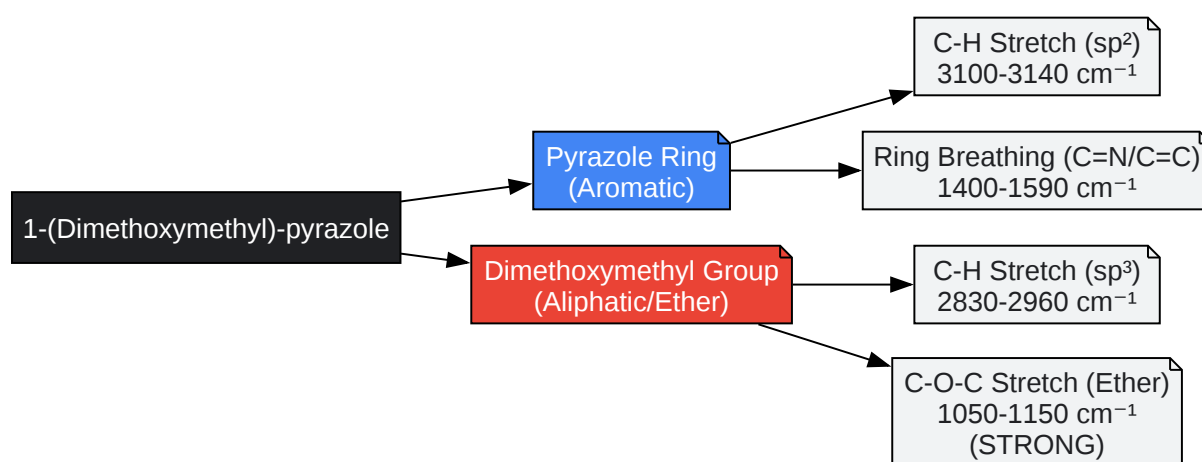 C-H Stretch (sp²)
3100-3140 cm⁻¹
Pyrazole Ring
(Aromatic)
Ring Breathing (C=N/C=C)
1400-1590 cm⁻¹
1-(Dimethoxymethyl)-pyrazole
Dimethoxymethyl Group
(Aliphatic/Ether)
C-H Stretch (sp³)
2830-2960 cm⁻¹
C-O-C Stretch (Ether)
1050-1150 cm⁻¹
(STRONG)